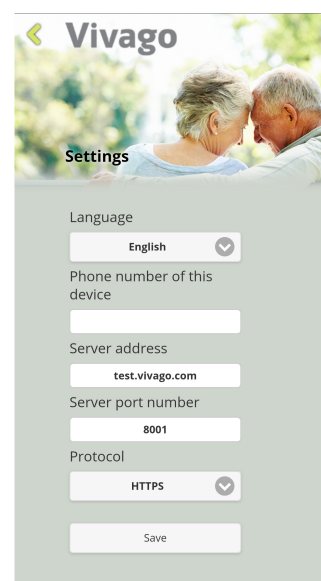 Vivago
Settings
Language
English
Phone number of this
device
Server address
test.vivago.com
Server port number
8001
Protocol
HTTPS
Save